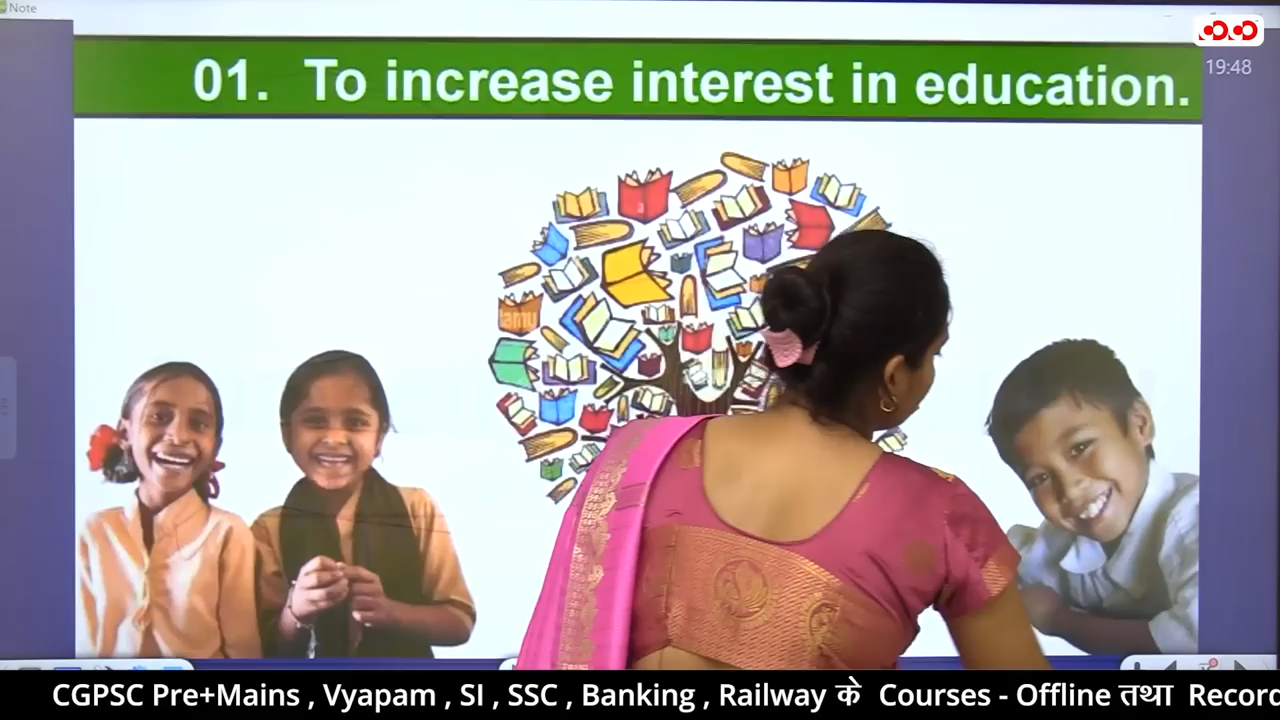 Note
01. To increase interest in education.
19:48
CGPSC Pre+Mains , Vyapam , SI , SSC , Banking , Railway के Courses - Offline तथा Record